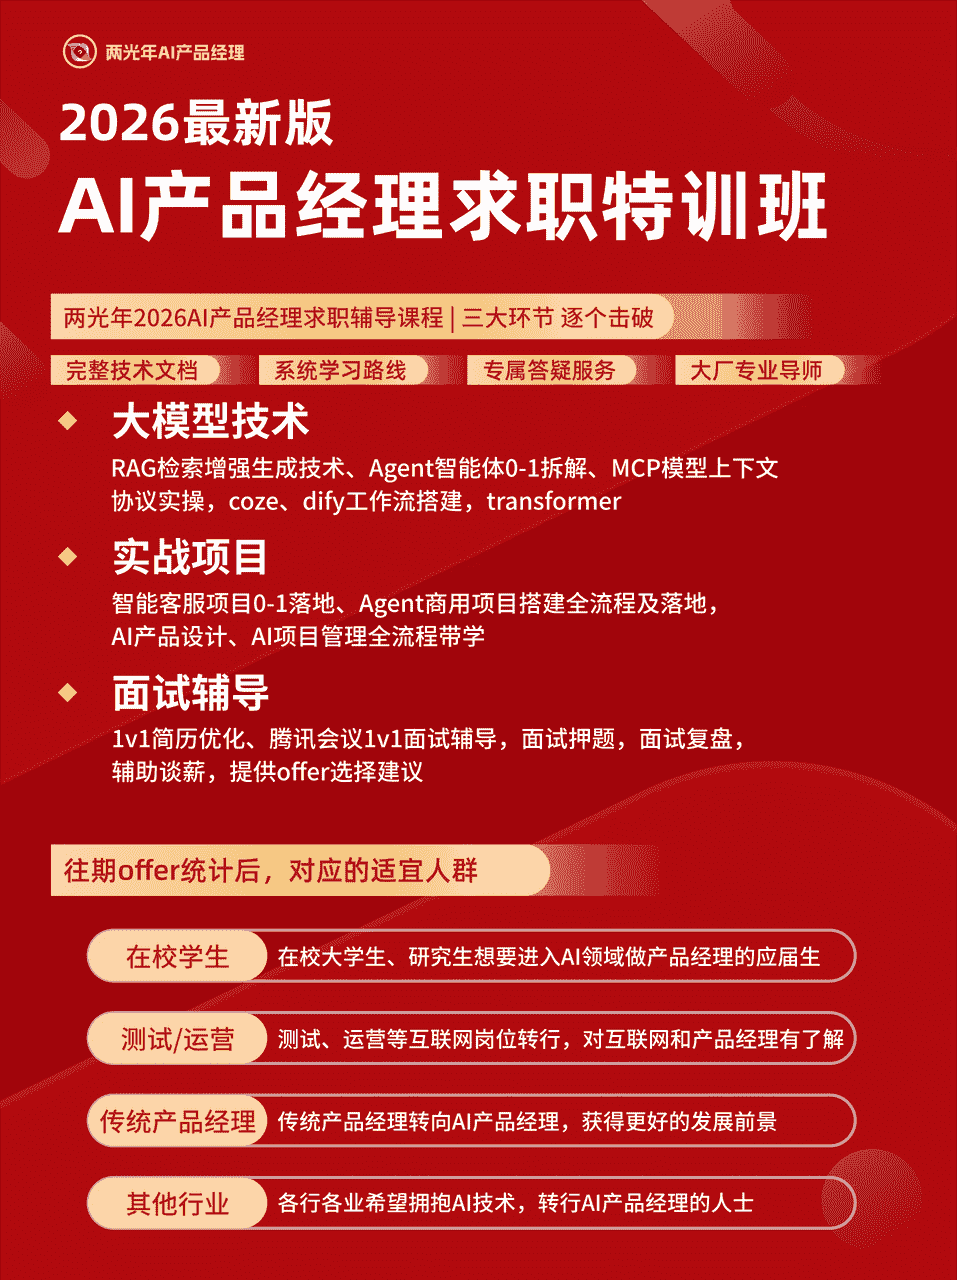 两光年AI产品经理
2026最新版
AI产品经理求职特训班
两光年2026AI产品经理求职辅导课程 | 三大环节 逐个击破
完整技术文档 系统学习路线 专属答疑服务 大厂专业导师
大模型技术
RAG检索增强生成技术、Agent智能体0-1拆解、MCP模型上下文
协议实操，coze、dify工作流搭建，transformer
实战项目
智能客服项目0-1落地、Agent商用项目搭建全流程及落地，
AI产品设计、AI项目管理全流程带学
面试辅导
1v1简历优化、腾讯会议1v1面试辅导，面试押题，面试复盘，
辅助谈薪，提供offer选择建议
往期offer统计后，对应的适宜人群
在校学生 在校大学生、研究生想要进入AI领域做产品经理的应届生
测试/运营 测试、运营等互联网岗位转行，对互联网和产品经理有了解
传统产品经理 传统产品经理转向AI产品经理，获得更好的发展前景
其他行业 各行各业希望拥抱AI技术，转行AI产品经理的人士